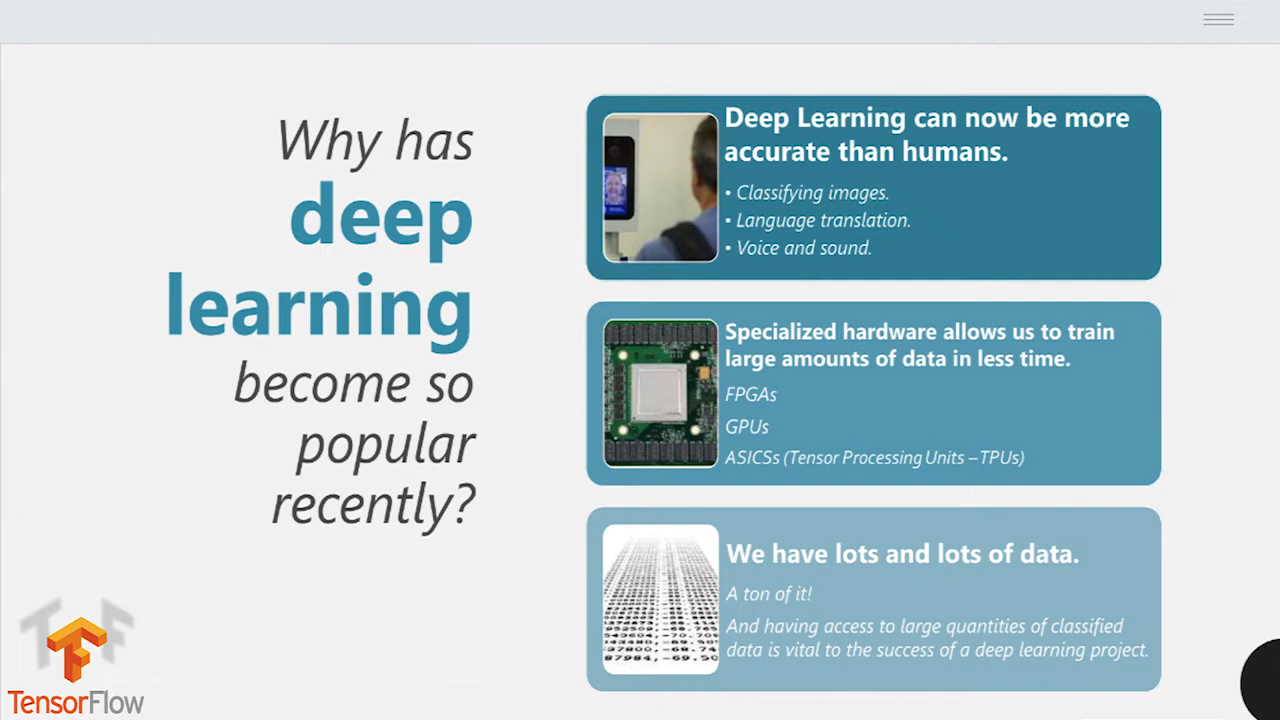 Why has
deep
learning
become so
popular
recently?
Deep Learning can now be more
accurate than humans.
• Classifying images.
• Language translation.
• Voice and sound.
Specialized hardware allows us to train
large amounts of data in less time.
FPGAs
GPUs
ASICSs (Tensor Processing Units –TPUs)
We have lots and lots of data.
A ton of it!
And having access to large quantities of classified
data is vital to the success of a deep learning project.
TensorFlow